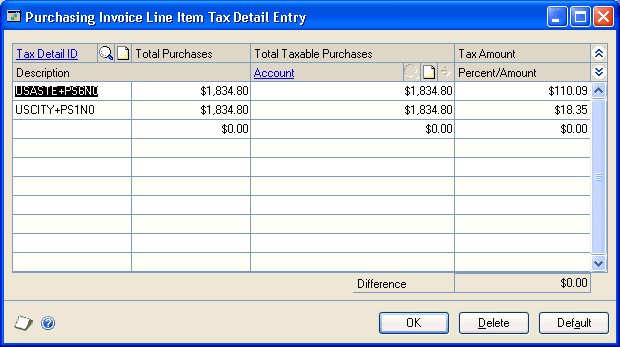 Purchasing Invoice Line Item Tax Detail Entry
Tax Detail ID Total Purchases Total Taxable Purchases Tax Amount
Description Account Percent/Amount
USASTE+PS6N0 $1,834.80 $1,834.80 $110.09
USCITY+PS1N0 $1,834.80 $1,834.80 $18.35
$0.00 $0.00 $0.00
Difference $0.00
OK Delete Default